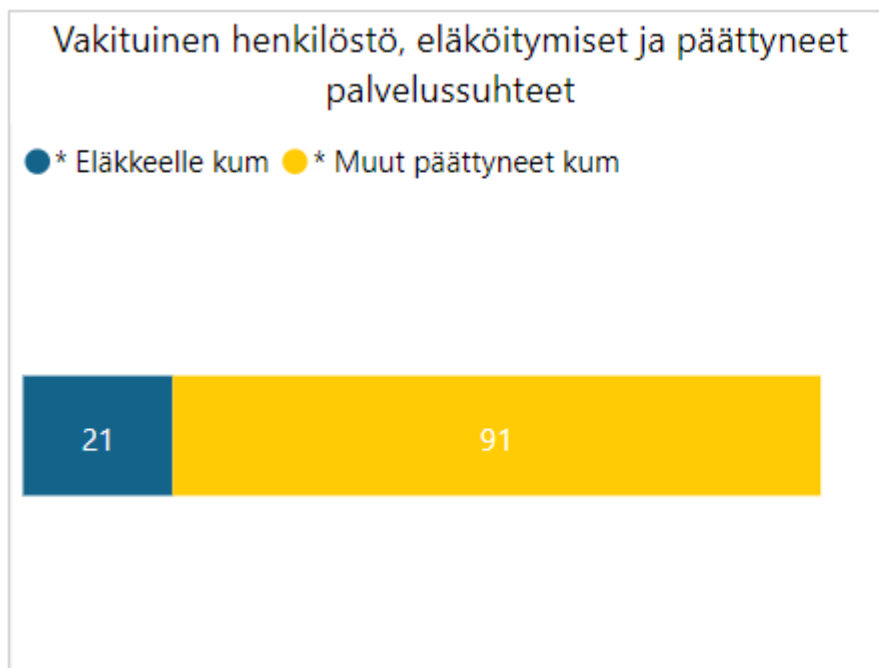 Vakituinen henkilöstö, eläköitymiset ja päättyneet
palvelussuhteet
* Eläkkeelle kum * Muut päättyneet kum
21 91